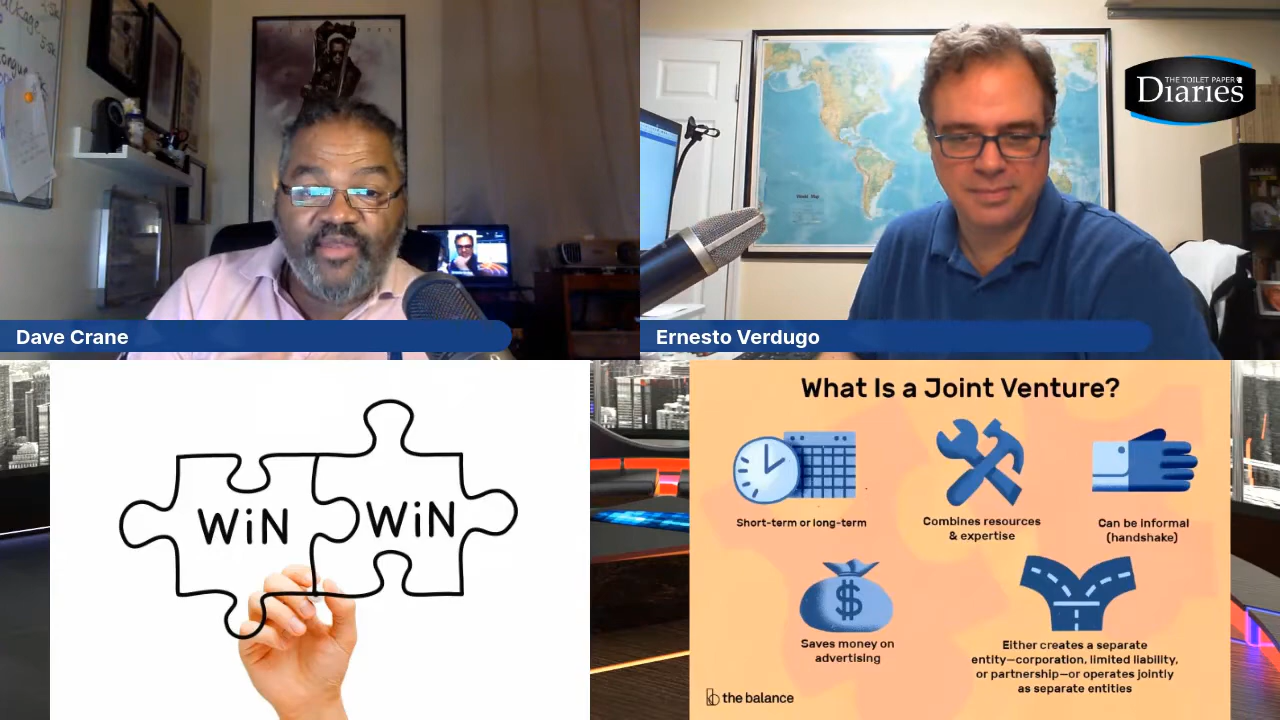 THE TOILET PAPER
Diaries
Dave Crane
Ernesto Verdugo
WiN WiN
What Is a Joint Venture?
Short-term or long-term
Combines resources
& expertise
Can be informal
(handshake)
Saves money on
advertising
Either creates a separate
entity—corporation, limited liability,
or partnership—or operates jointly
as separate entities
the balance